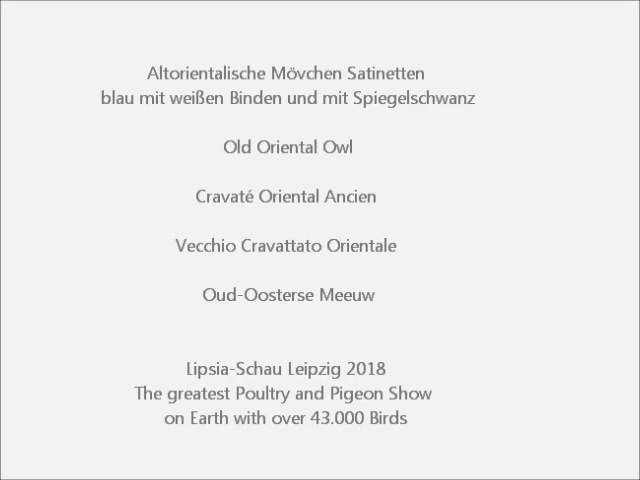 Altorientalische Mövchen Satinetten
blau mit weißen Binden und mit Spiegelschwanz
Old Oriental Owl
Cravaté Oriental Ancien
Vecchio Cravattato Orientale
Oud-Oosterse Meeuw
Lipsia-Schau Leipzig 2018
The greatest Poultry and Pigeon Show
on Earth with over 43.000 Birds